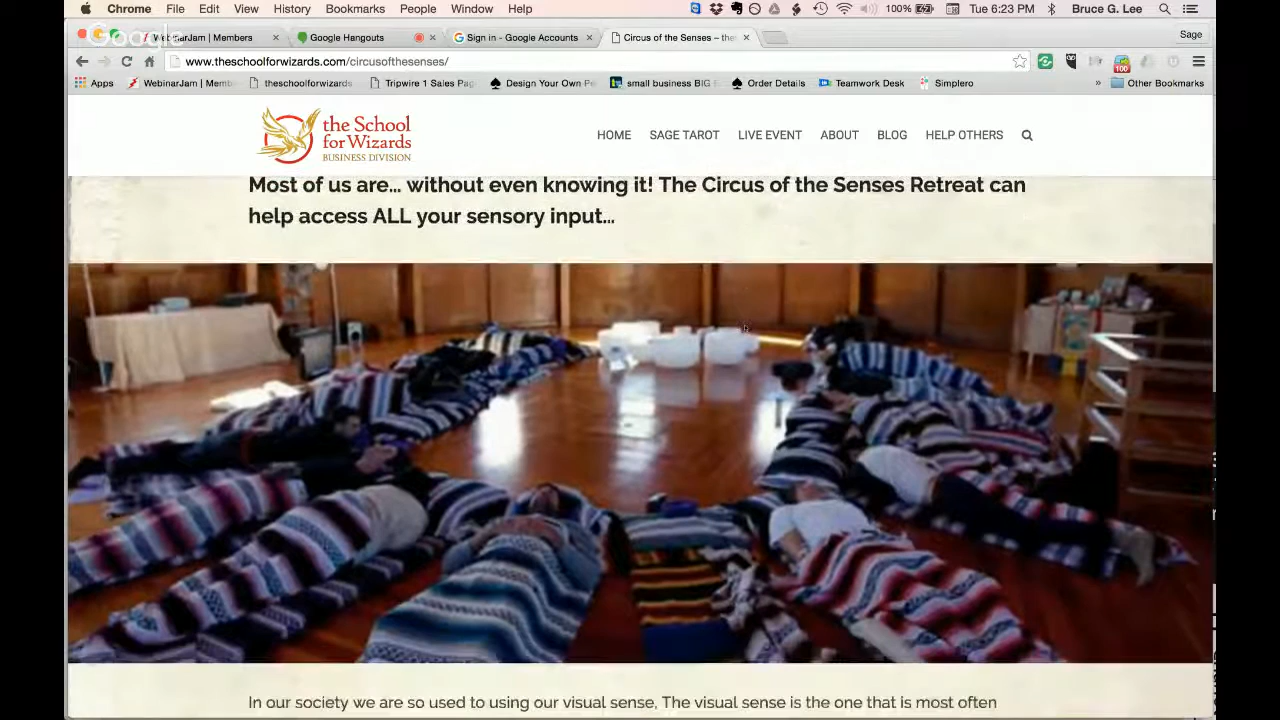 Chrome File Edit View History Bookmarks People Window Help 100% Tue 6:23 PM Bruce G. Lee
Google
WebinarJam | Members Google Hangouts Sign in - Google Accounts Circus of the Senses – the Sage
www.theschoolforwizards.com/circusofthesenses/ 100
Apps WebinarJam | Memb theschoolforwizards Tripwire 1 Sales Pag Design Your Own Pe small business BIG Order Details Teamwork Desk Simplero » Other Bookmarks
the School
for Wizards
BUSINESS DIVISION
HOME SAGE TAROT LIVE EVENT ABOUT BLOG HELP OTHERS
Most of us are... without even knowing it! The Circus of the Senses Retreat can
help access ALL your sensory input...
In our society we are so used to using our visual sense, The visual sense is the one that is most often